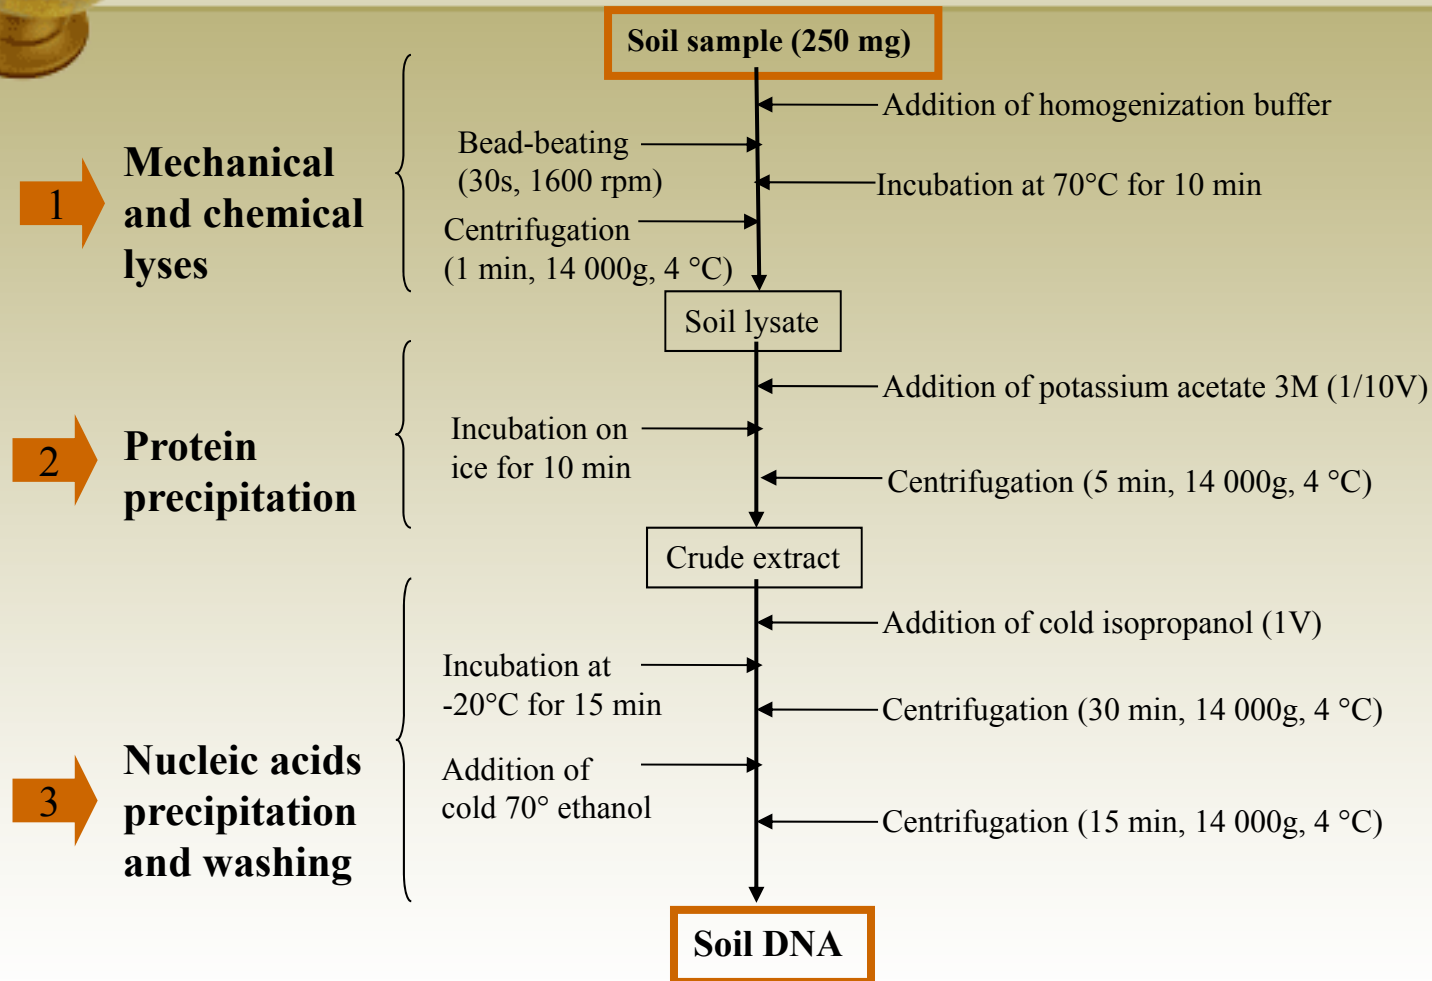 Soil sample (250 mg)
Addition of homogenization buffer
Bead-beating
(30s, 1600 rpm)
Incubation at 70°C for 10 min
Centrifugation
(1 min, 14 000g, 4 °C)
1
Mechanical
and chemical
lyses
Soil lysate
Addition of potassium acetate 3M (1/10V)
Incubation on
ice for 10 min
Centrifugation (5 min, 14 000g, 4 °C)
2
Protein
precipitation
Crude extract
Addition of cold isopropanol (1V)
Incubation at
-20°C for 15 min
Centrifugation (30 min, 14 000g, 4 °C)
Addition of
cold 70° ethanol
Centrifugation (15 min, 14 000g, 4 °C)
3
Nucleic acids
precipitation
and washing
Soil DNA